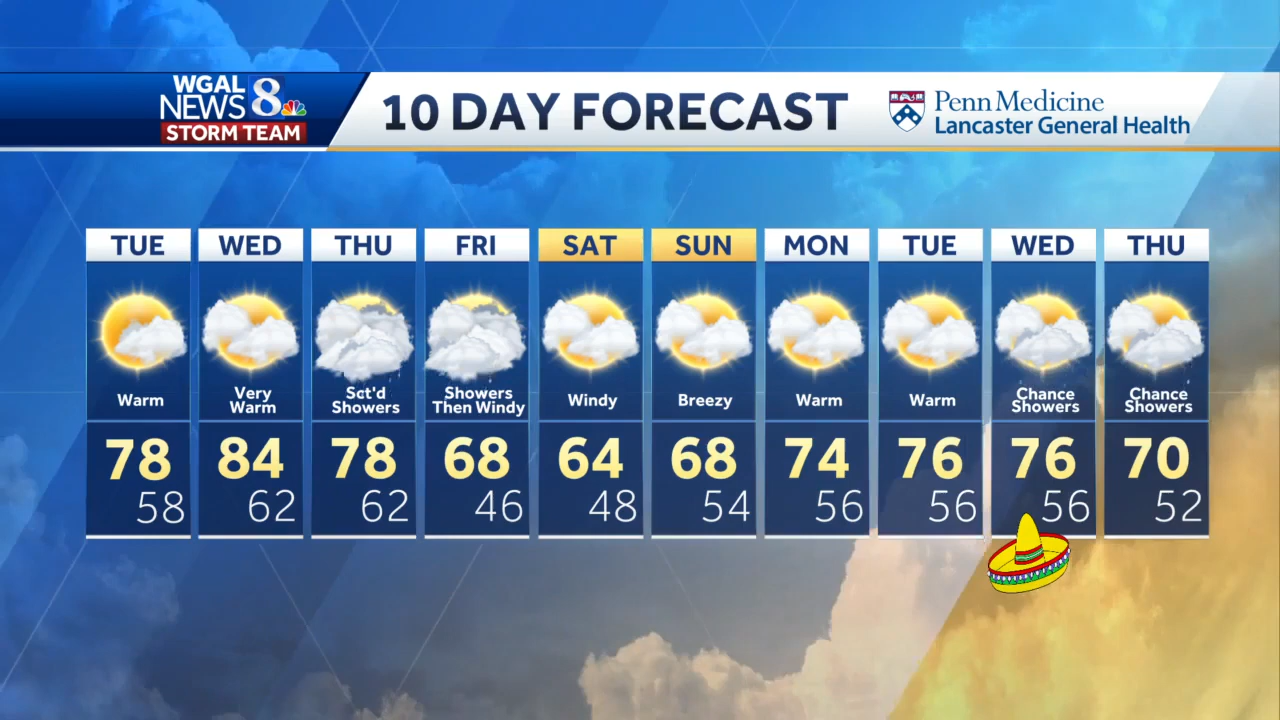 WGAL
NEWS 8
STORM TEAM
10 DAY FORECAST
Penn Medicine
Lancaster General Health
TUE WED THU FRI SAT SUN MON TUE WED THU
Warm
Very
Warm
Sct'd
Showers
Showers
Then Windy
Windy
Breezy
Warm
Warm
Chance
Showers
Chance
Showers
78 84 78 68 64 68 74 76 76 70
58 62 62 46 48 54 56 56 56 52